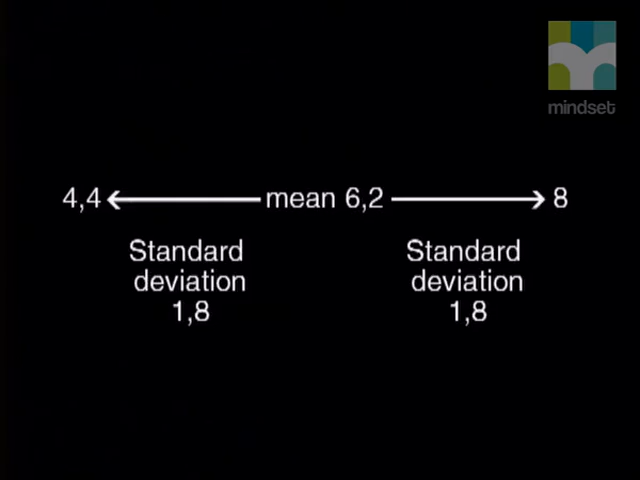 mindset
4,4 mean 6,2 8
Standard deviation 1,8
Standard deviation 1,8